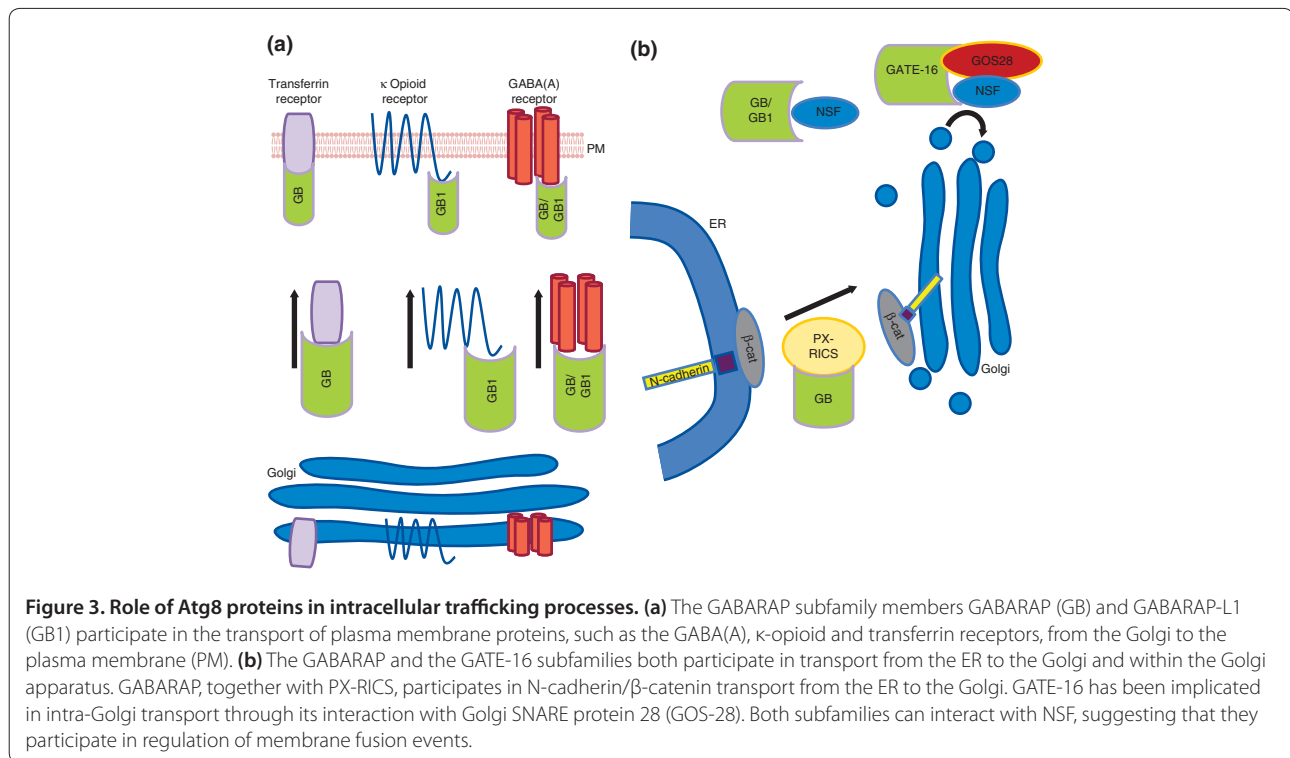 (a)
Transferrin
receptor
κ Opioid
receptor
GABA(A)
receptor
PM
GB
GB1
GB/
GB1
GB
GB1
GB/
GB1
Golgi
(b)
GB/
GB1
NSF
GATE-16
GOS28
NSF
ER
N-cadherin
β-cat
PX-
RICS
GB
β-cat
Golgi
Figure 3. Role of Atg8 proteins in intracellular trafficking processes. (a) The GABARAP subfamily members GABARAP (GB) and GABARAP-L1
(GB1) participate in the transport of plasma membrane proteins, such as the GABA(A), κ-opioid and transferrin receptors, from the Golgi to the
plasma membrane (PM). (b) The GABARAP and the GATE-16 subfamilies both participate in transport from the ER to the Golgi and within the Golgi
apparatus. GABARAP, together with PX-RICS, participates in N-cadherin/β-catenin transport from the ER to the Golgi. GATE-16 has been implicated
in intra-Golgi transport through its interaction with Golgi SNARE protein 28 (GOS-28). Both subfamilies can interact with NSF, suggesting that they
participate in regulation of membrane fusion events.